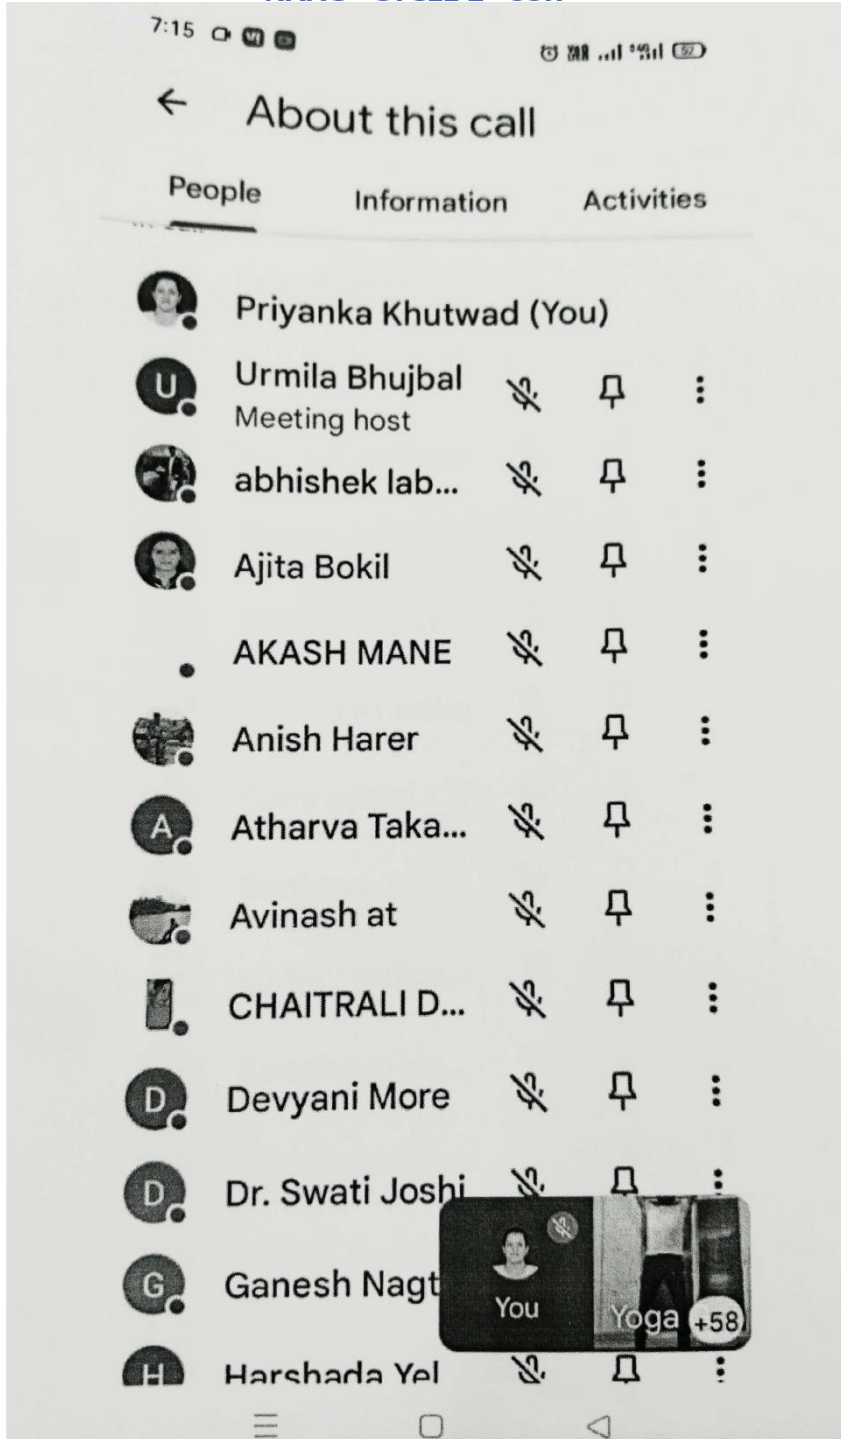 7:15
52
About this call
People Information Activities
Priyanka Khutwad (You)
U Urmila Bhujbal
Meeting host
abhishek lab...
Ajita Bokil
AKASH MANE
Anish Harer
A Atharva Taka...
Avinash at
CHAITRALI D...
D Devyani More
D Dr. Swati Joshi
G Ganesh Nagt
You Yoga +58
H Harshada Yel